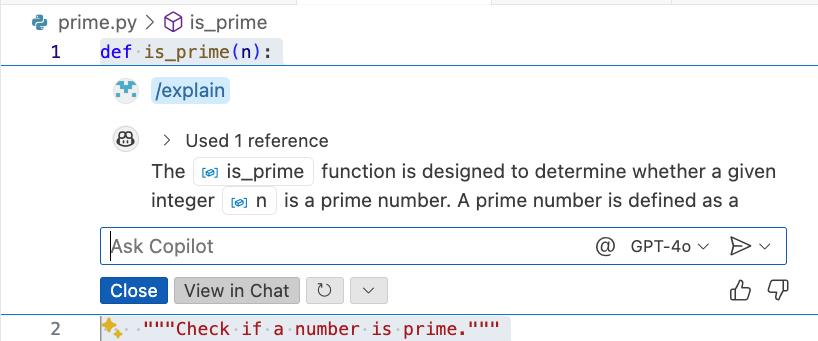 prime.py > is_prime
1 def is_prime(n):
/explain
> Used 1 reference
The is_prime function is designed to determine whether a given
integer n is a prime number. A prime number is defined as a
Ask Copilot @ GPT-4o
Close View in Chat
2 """Check if a number is prime."""